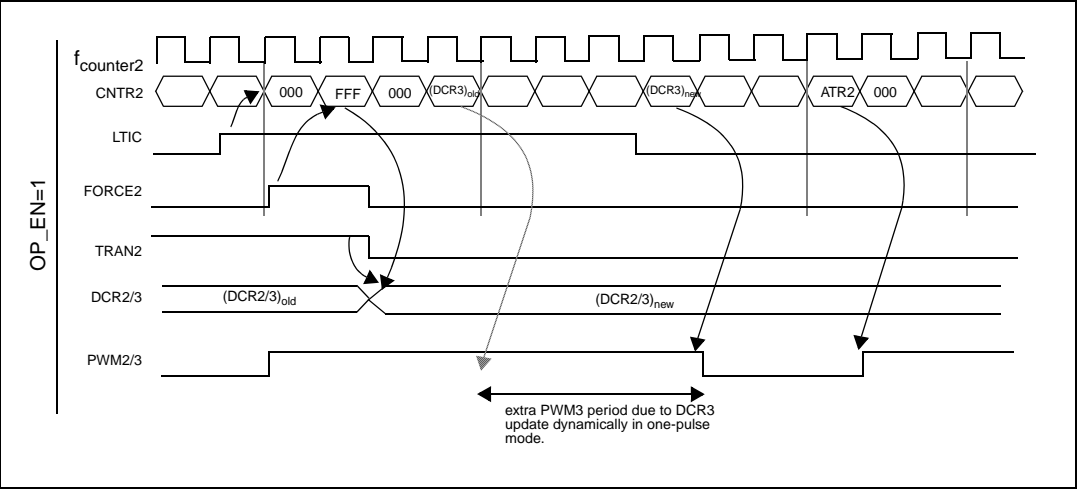 OP_EN=1
fcounter2
CNTR2 000 FFF 000 (DCR3)old (DCR3)new ATR2 000
LTIC
FORCE2
TRAN2
DCR2/3 (DCR2/3)old (DCR2/3)new
PWM2/3
extra PWM3 period due to DCR3
update dynamically in one-pulse
mode.